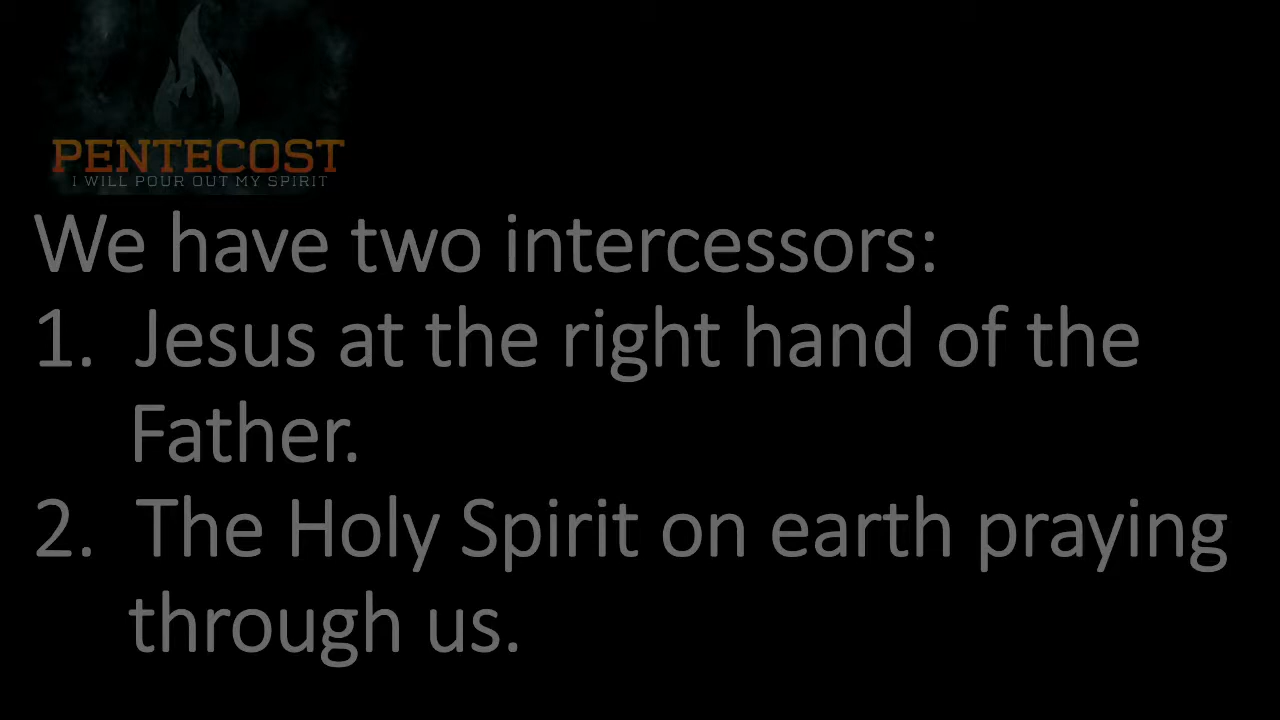 PENTECOST
I WILL POUR OUT MY SPIRIT
We have two intercessors:
1. Jesus at the right hand of the
Father.
2. The Holy Spirit on earth praying
through us.